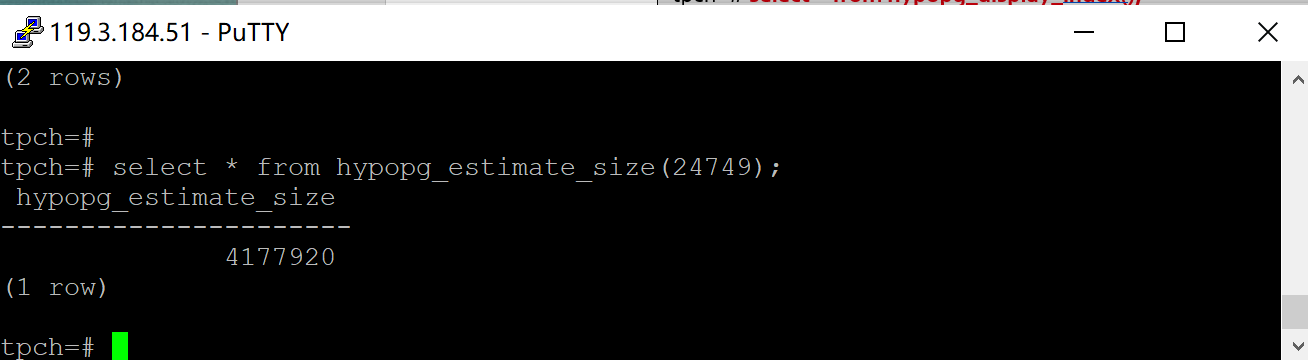 119.3.184.51 - PuTTY
(2 rows)
tpch=#
tpch=# select * from hypopg_estimate_size(24749);
hypopg_estimate_size
----------------------
4177920
(1 row)
tpch=#